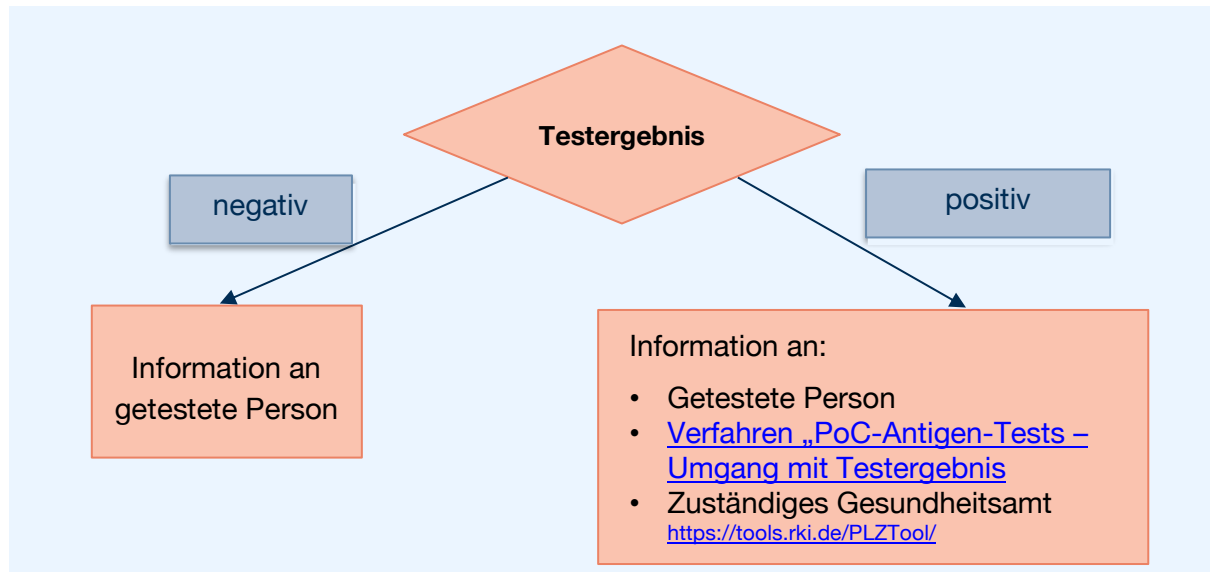 Testergebnis
negativ
positiv
Information an
getestete Person
Information an:
• Getestete Person
• Verfahren „PoC-Antigen-Tests –
Umgang mit Testergebnis
• Zuständiges Gesundheitsamt
https://tools.rki.de/PLZTool/